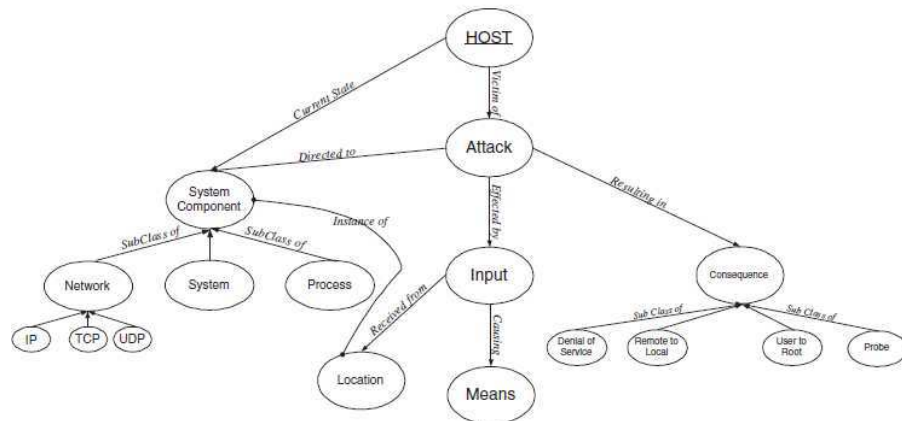 HOST
Current State
Victim of
Attack
Directed to
Resulting in
System
Component
Effected by
Instance of
SubClass of
SubClass of
Network
System
Process
Input
Consequence
Received from
Causing
Sub Class of
Sub Class of
IP
TCP
UDP
Location
Means
Denial of
Service
Remote to
Local
User to
Root
Probe